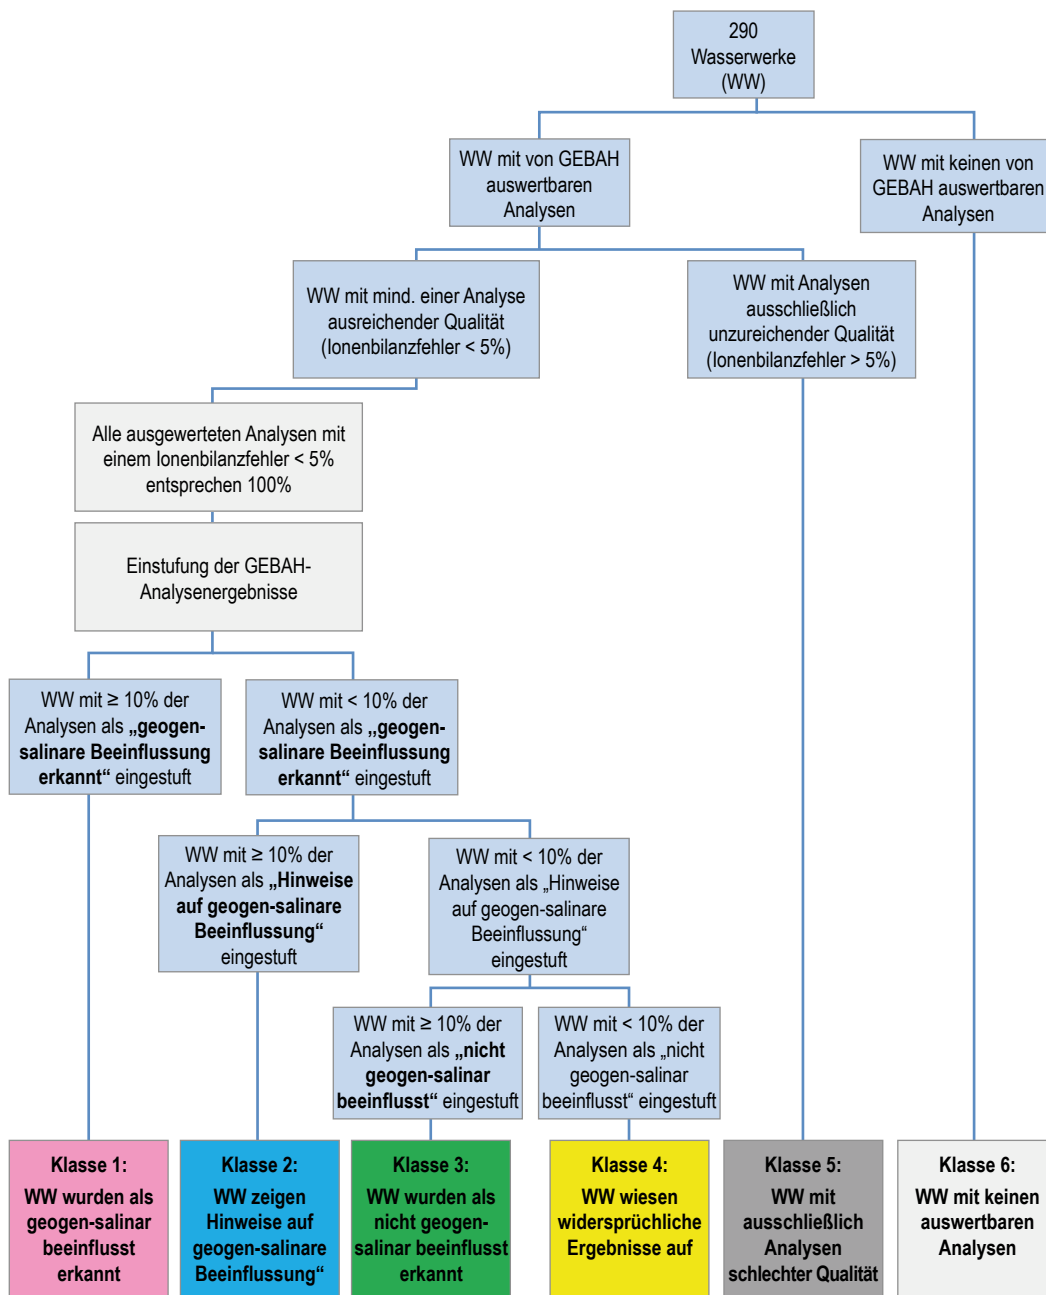 290
Wasserwerke
(WW)
WW mit von GEBAH
auswertbaren
Analysen
WW mit keinen von
GEBAH auswertbaren
Analysen
WW mit mind. einer Analyse
ausreichender Qualität
(Ionenbilanzfehler < 5%)
WW mit Analysen
ausschließlich
unzureichender Qualität
(Ionenbilanzfehler > 5%)
Alle ausgewerteten Analysen mit
einem Ionenbilanzfehler < 5%
entsprechen 100%
Einstufung der GEBAH-
Analysenergebnisse
WW mit ≥ 10% der
Analysen als „geogen-
salinare Beeinflussung
erkannt“ eingestuft
WW mit < 10% der
Analysen als „geogen-
salinare Beeinflussung
erkannt“ eingestuft
WW mit ≥ 10% der
Analysen als „Hinweise
auf geogen-salinare
Beeinflussung“
eingestuft
WW mit < 10% der
Analysen als „Hinweise
auf geogen-salinare
Beeinflussung“
eingestuft
WW mit ≥ 10% der
Analysen als „nicht
geogen-salinar
beeinflusst“ eingestuft
WW mit < 10% der
Analysen als „nicht
geogen-salinar
beeinflusst“ eingestuft
Klasse 1:
WW wurden als
geogen-salinar
beeinflusst
erkannt
Klasse 2:
WW zeigen
Hinweise auf
geogen-salinare
Beeinflussung“
Klasse 3:
WW wurden als
nicht geogen-
salinar beeinflusst
erkannt
Klasse 4:
WW wiesen
widersprüchliche
Ergebnisse auf
Klasse 5:
WW mit
ausschließlich
Analysen
schlechter Qualität
Klasse 6:
WW mit keinen
auswertbaren
Analysen